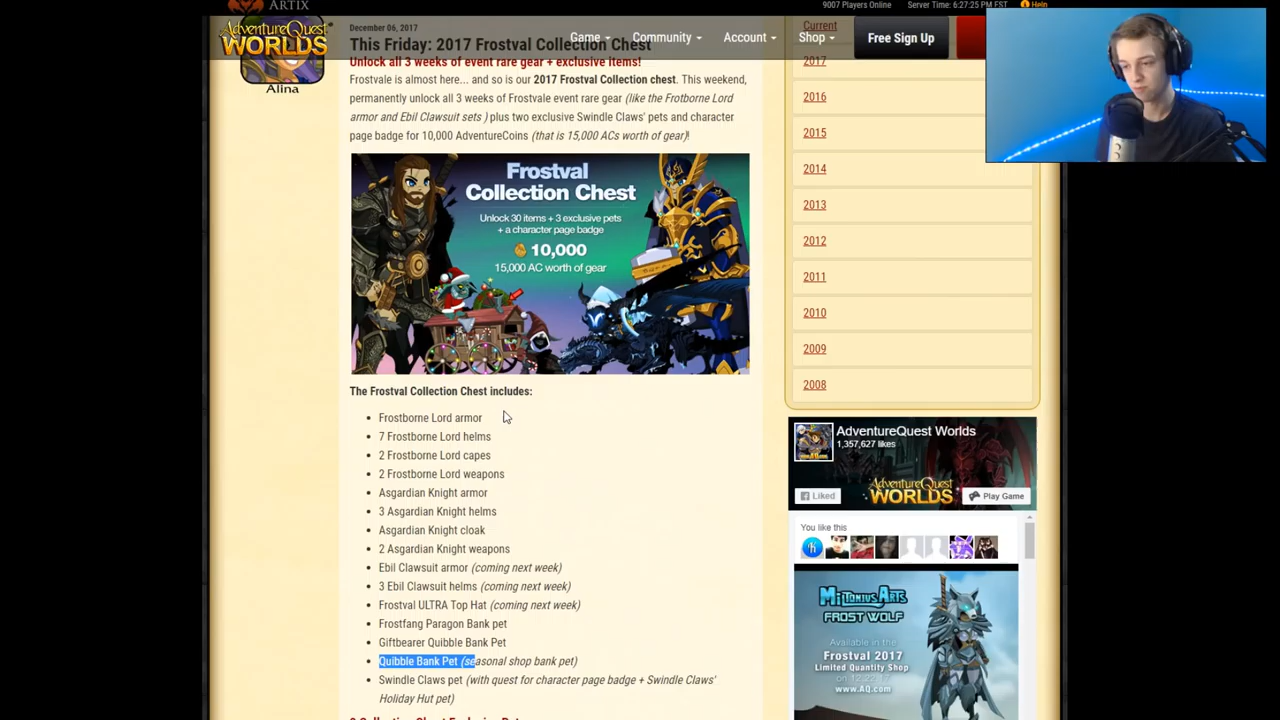 ARTIX
9007 Players Online
Server Time: 6:27:25 PM EST
Help
AdventureQuest
WORLDS
Game
Community
Account
Shop
Free Sign Up
Alina
December 06, 2017
This Friday: 2017 Frostval Collection Chest
Unlock all 3 weeks of event rare gear + exclusive items!
Frostvale is almost here... and so is our 2017 Frostval Collection chest. This weekend,
permanently unlock all 3 weeks of Frostvale event rare gear (like the Frotborne Lord
armor and Ebil Clawsuit sets ) plus two exclusive Swindle Claws' pets and character
page badge for 10,000 AdventureCoins (that is 15,000 ACs worth of gear)!
Frostval
Collection Chest
Unlock 30 items + 3 exclusive pets
+ a character page badge
10,000
15,000 AC worth of gear
The Frostval Collection Chest includes:
• Frostborne Lord armor
• 7 Frostborne Lord helms
• 2 Frostborne Lord capes
• 2 Frostborne Lord weapons
• Asgardian Knight armor
• 3 Asgardian Knight helms
• Asgardian Knight cloak
• 2 Asgardian Knight weapons
• Ebil Clawsuit armor (coming next week)
• 3 Ebil Clawsuit helms (coming next week)
• Frostval ULTRA Top Hat (coming next week)
• Frostfang Paragon Bank pet
• Giftbearer Quibble Bank Pet
• Quibble Bank Pet (seasonal shop bank pet)
• Swindle Claws pet (with quest for character page badge + Swindle Claws'
Holiday Hut pet)
Current
2017
2016
2015
2014
2013
2012
2011
2010
2009
2008
AdventureQuest Worlds
1,357,627 likes
AdventureQuest
WORLDS
Liked
Play Game
You like this
MiLtoniusArts
FROST WOLF
Available in the
Frostval 2017
Limited Quantity
Shop
on 12.22.17
www.AQ.com